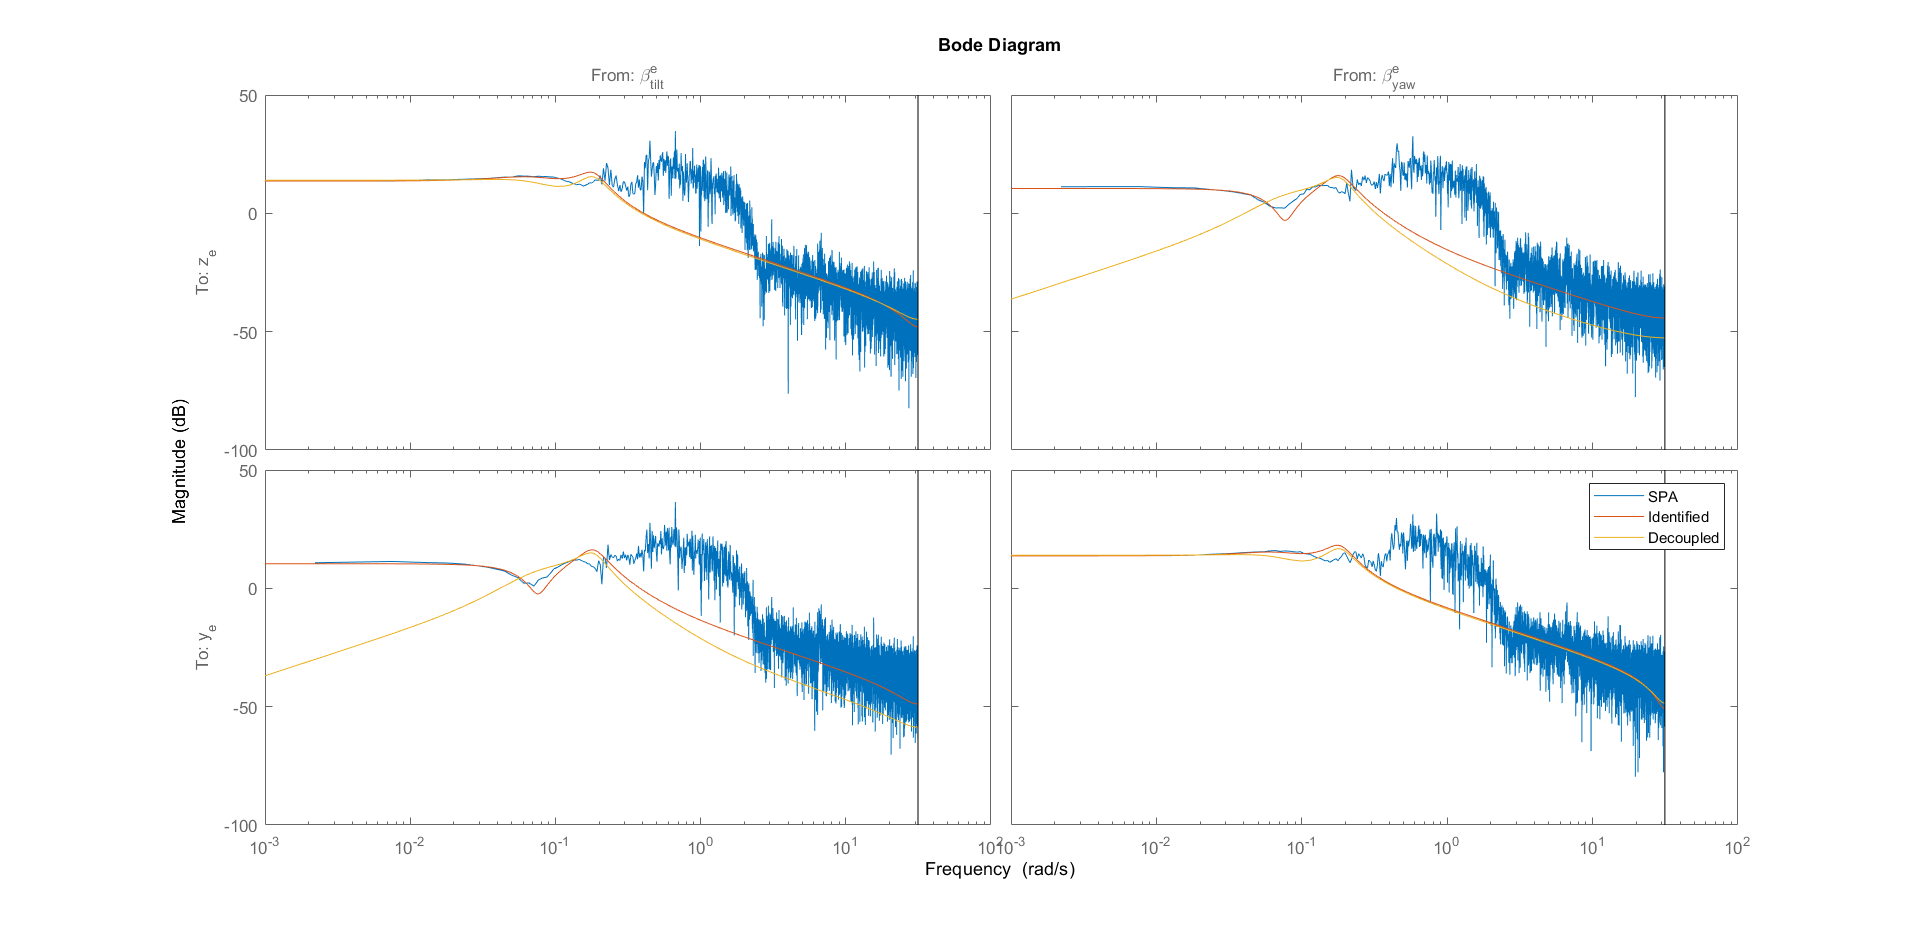 Bode Diagram
From: β^e_tilt
From: β^e_yaw
50
0
-50
-100
To: z_e
Magnitude (dB)
50
0
-50
-100
To: y_e
SPA
Identified
Decoupled
10^-3 10^-2 10^-1 10^0 10^1 10^2
10^-3 10^-2 10^-1 10^0 10^1 10^2
Frequency (rad/s)